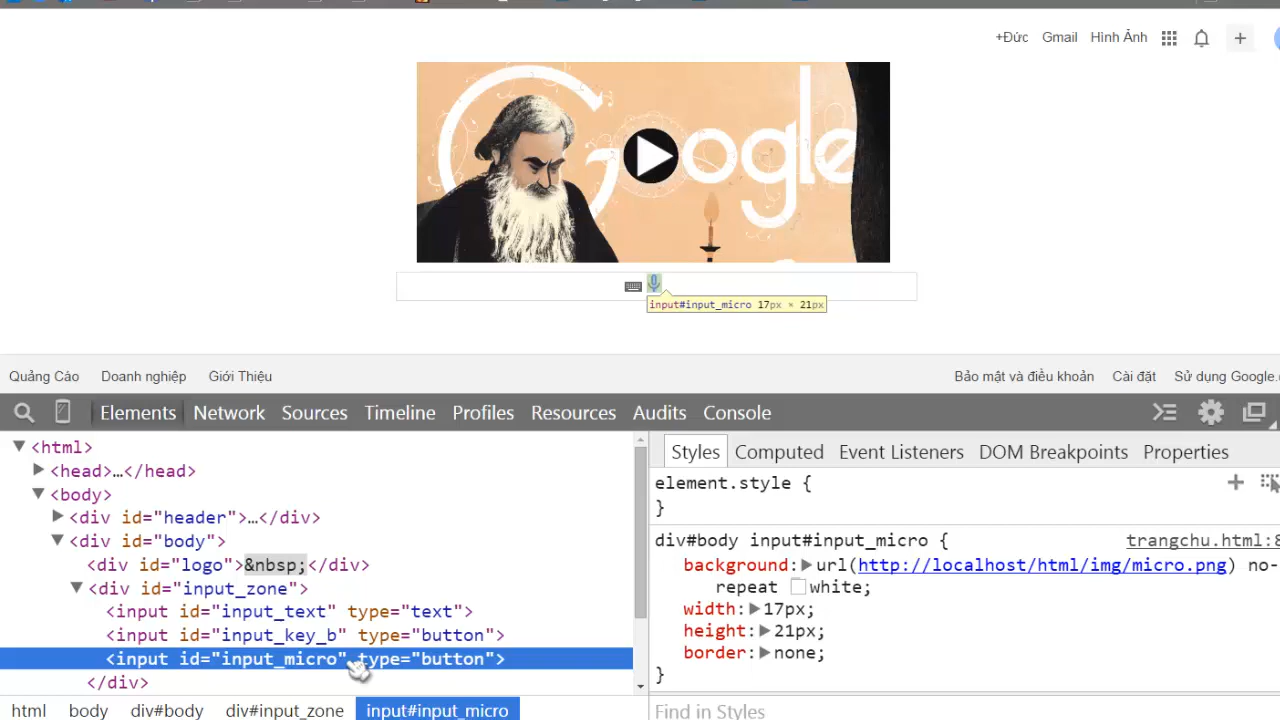 +Đức Gmail Hình Ảnh
Google
input#input_micro 17px × 21px
Quảng Cáo Doanh nghiệp Giới Thiệu Bảo mật và điều khoản Cài đặt Sử dụng Google.
Elements Network Sources Timeline Profiles Resources Audits Console
<html>
<head>…</head>
<body>
<div id="header">…</div>
<div id="body">
<div id="logo">&nbsp;</div>
<div id="input_zone">
<input id="input_text" type="text">
<input id="input_key_b" type="button">
<input id="input_micro" type="button">
</div>
html body div#body div#input_zone input#input_micro
Styles Computed Event Listeners DOM Breakpoints Properties
element.style {
}
div#body input#input_micro { trangchu.html:8
background: url(http://localhost/html/img/micro.png) no-
repeat white;
width: 17px;
height: 21px;
border: none;
}
Find in Styles